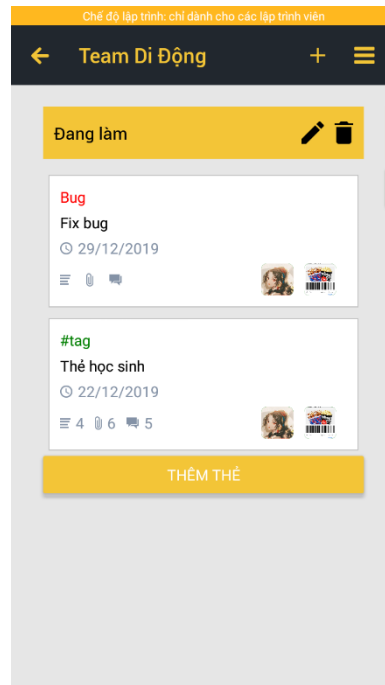 Chế độ lập trình: chỉ dành cho các lập trình viên
Team Di Động
Đang làm
Bug
Fix bug
29/12/2019
#tag
Thẻ học sinh
22/12/2019
4 6 5
THÊM THẺ